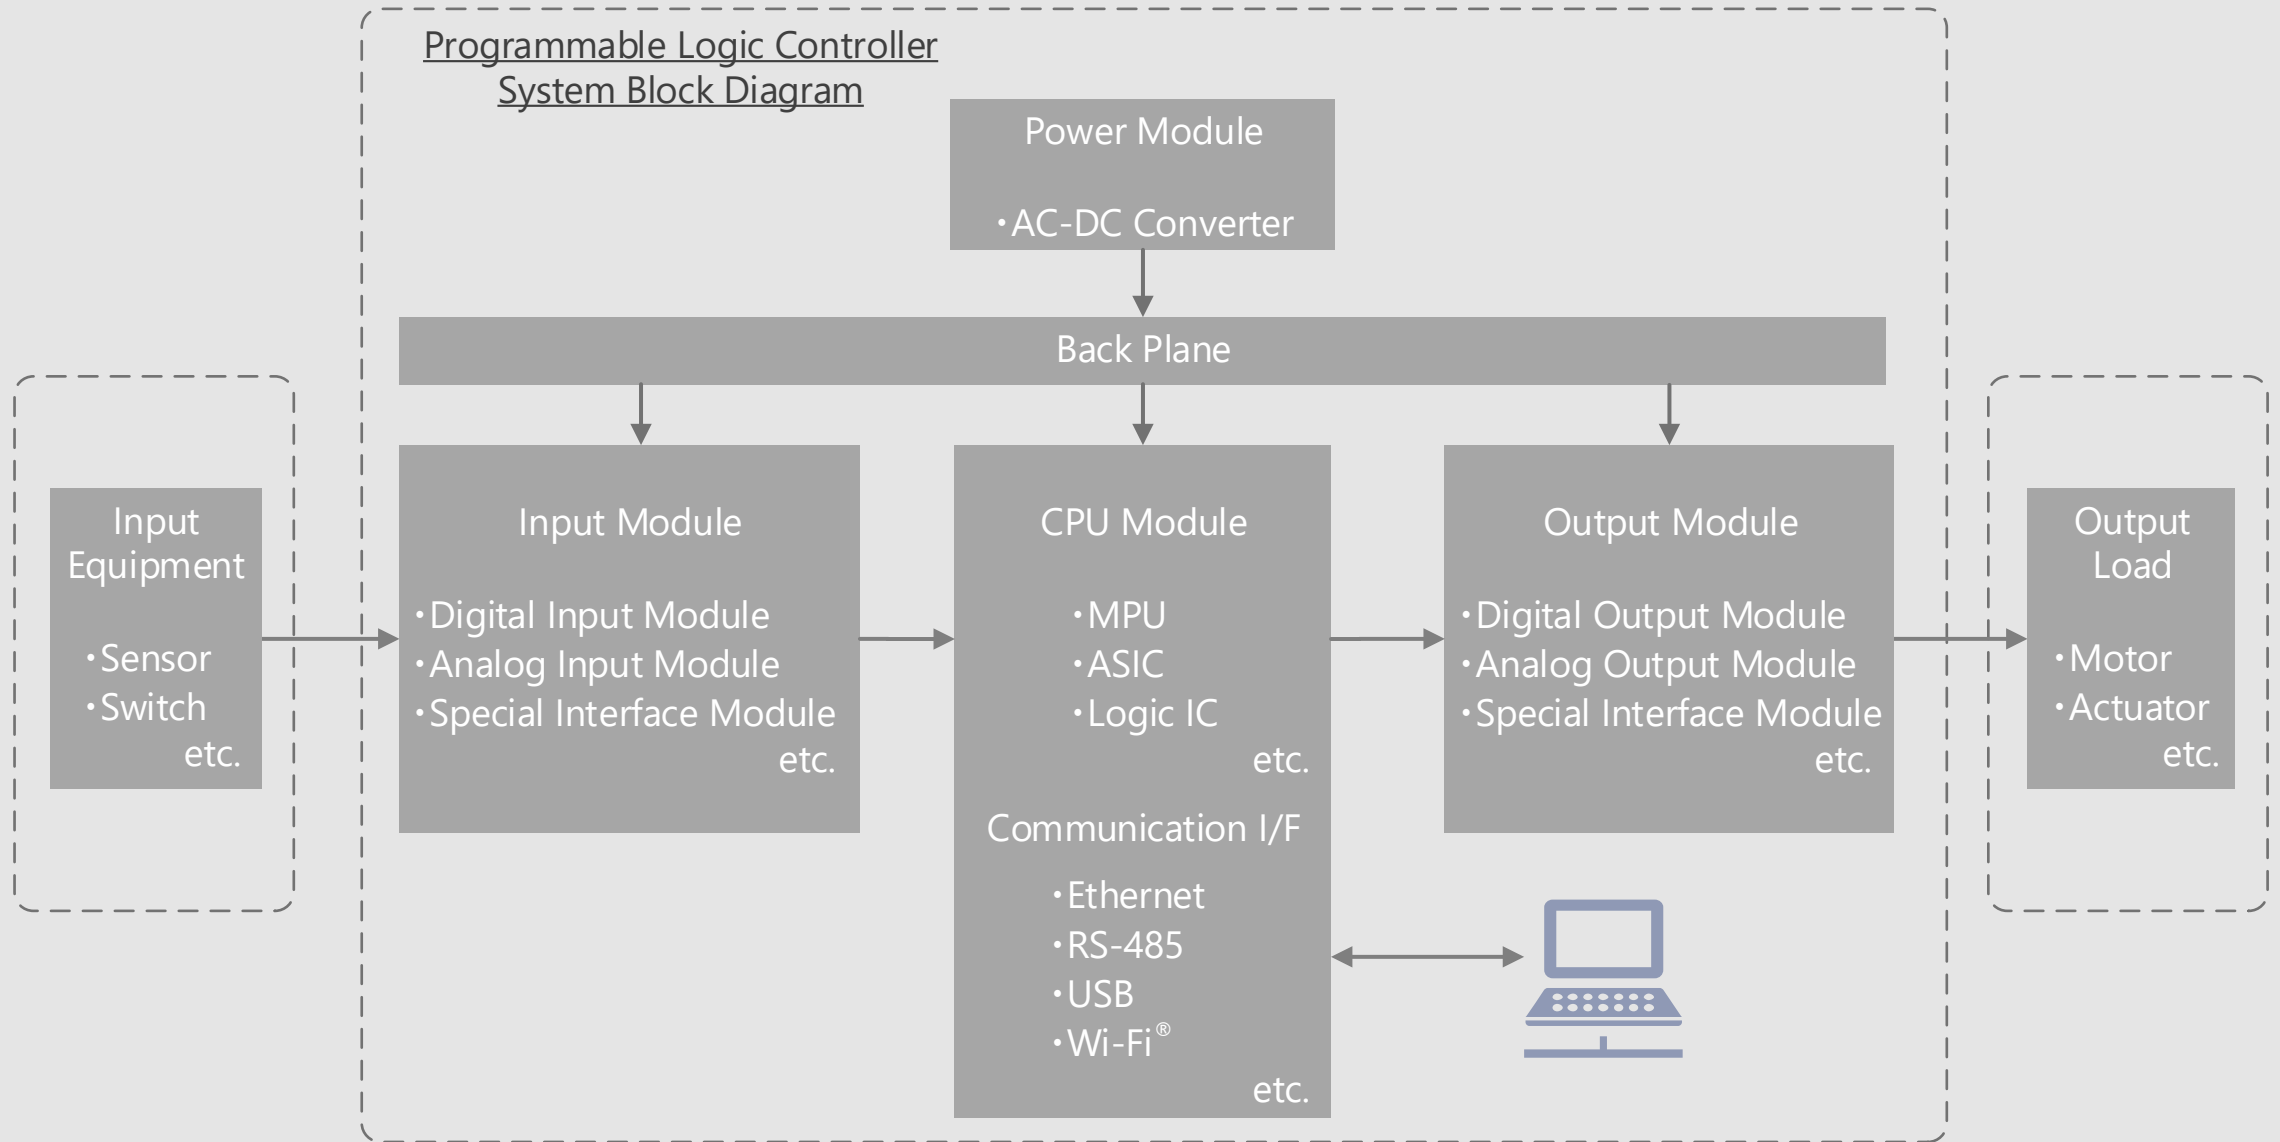 Programmable Logic Controller
System Block Diagram
Power Module
・AC-DC Converter
Back Plane
Input
Equipment
・Sensor
・Switch
etc.
Input Module
・Digital Input Module
・Analog Input Module
・Special Interface Module
etc.
CPU Module
・MPU
・ASIC
・Logic IC
etc.
Communication I/F
・Ethernet
・RS-485
・USB
・Wi-Fi®
etc.
Output Module
・Digital Output Module
・Analog Output Module
・Special Interface Module
etc.
Output
Load
・Motor
・Actuator
etc.